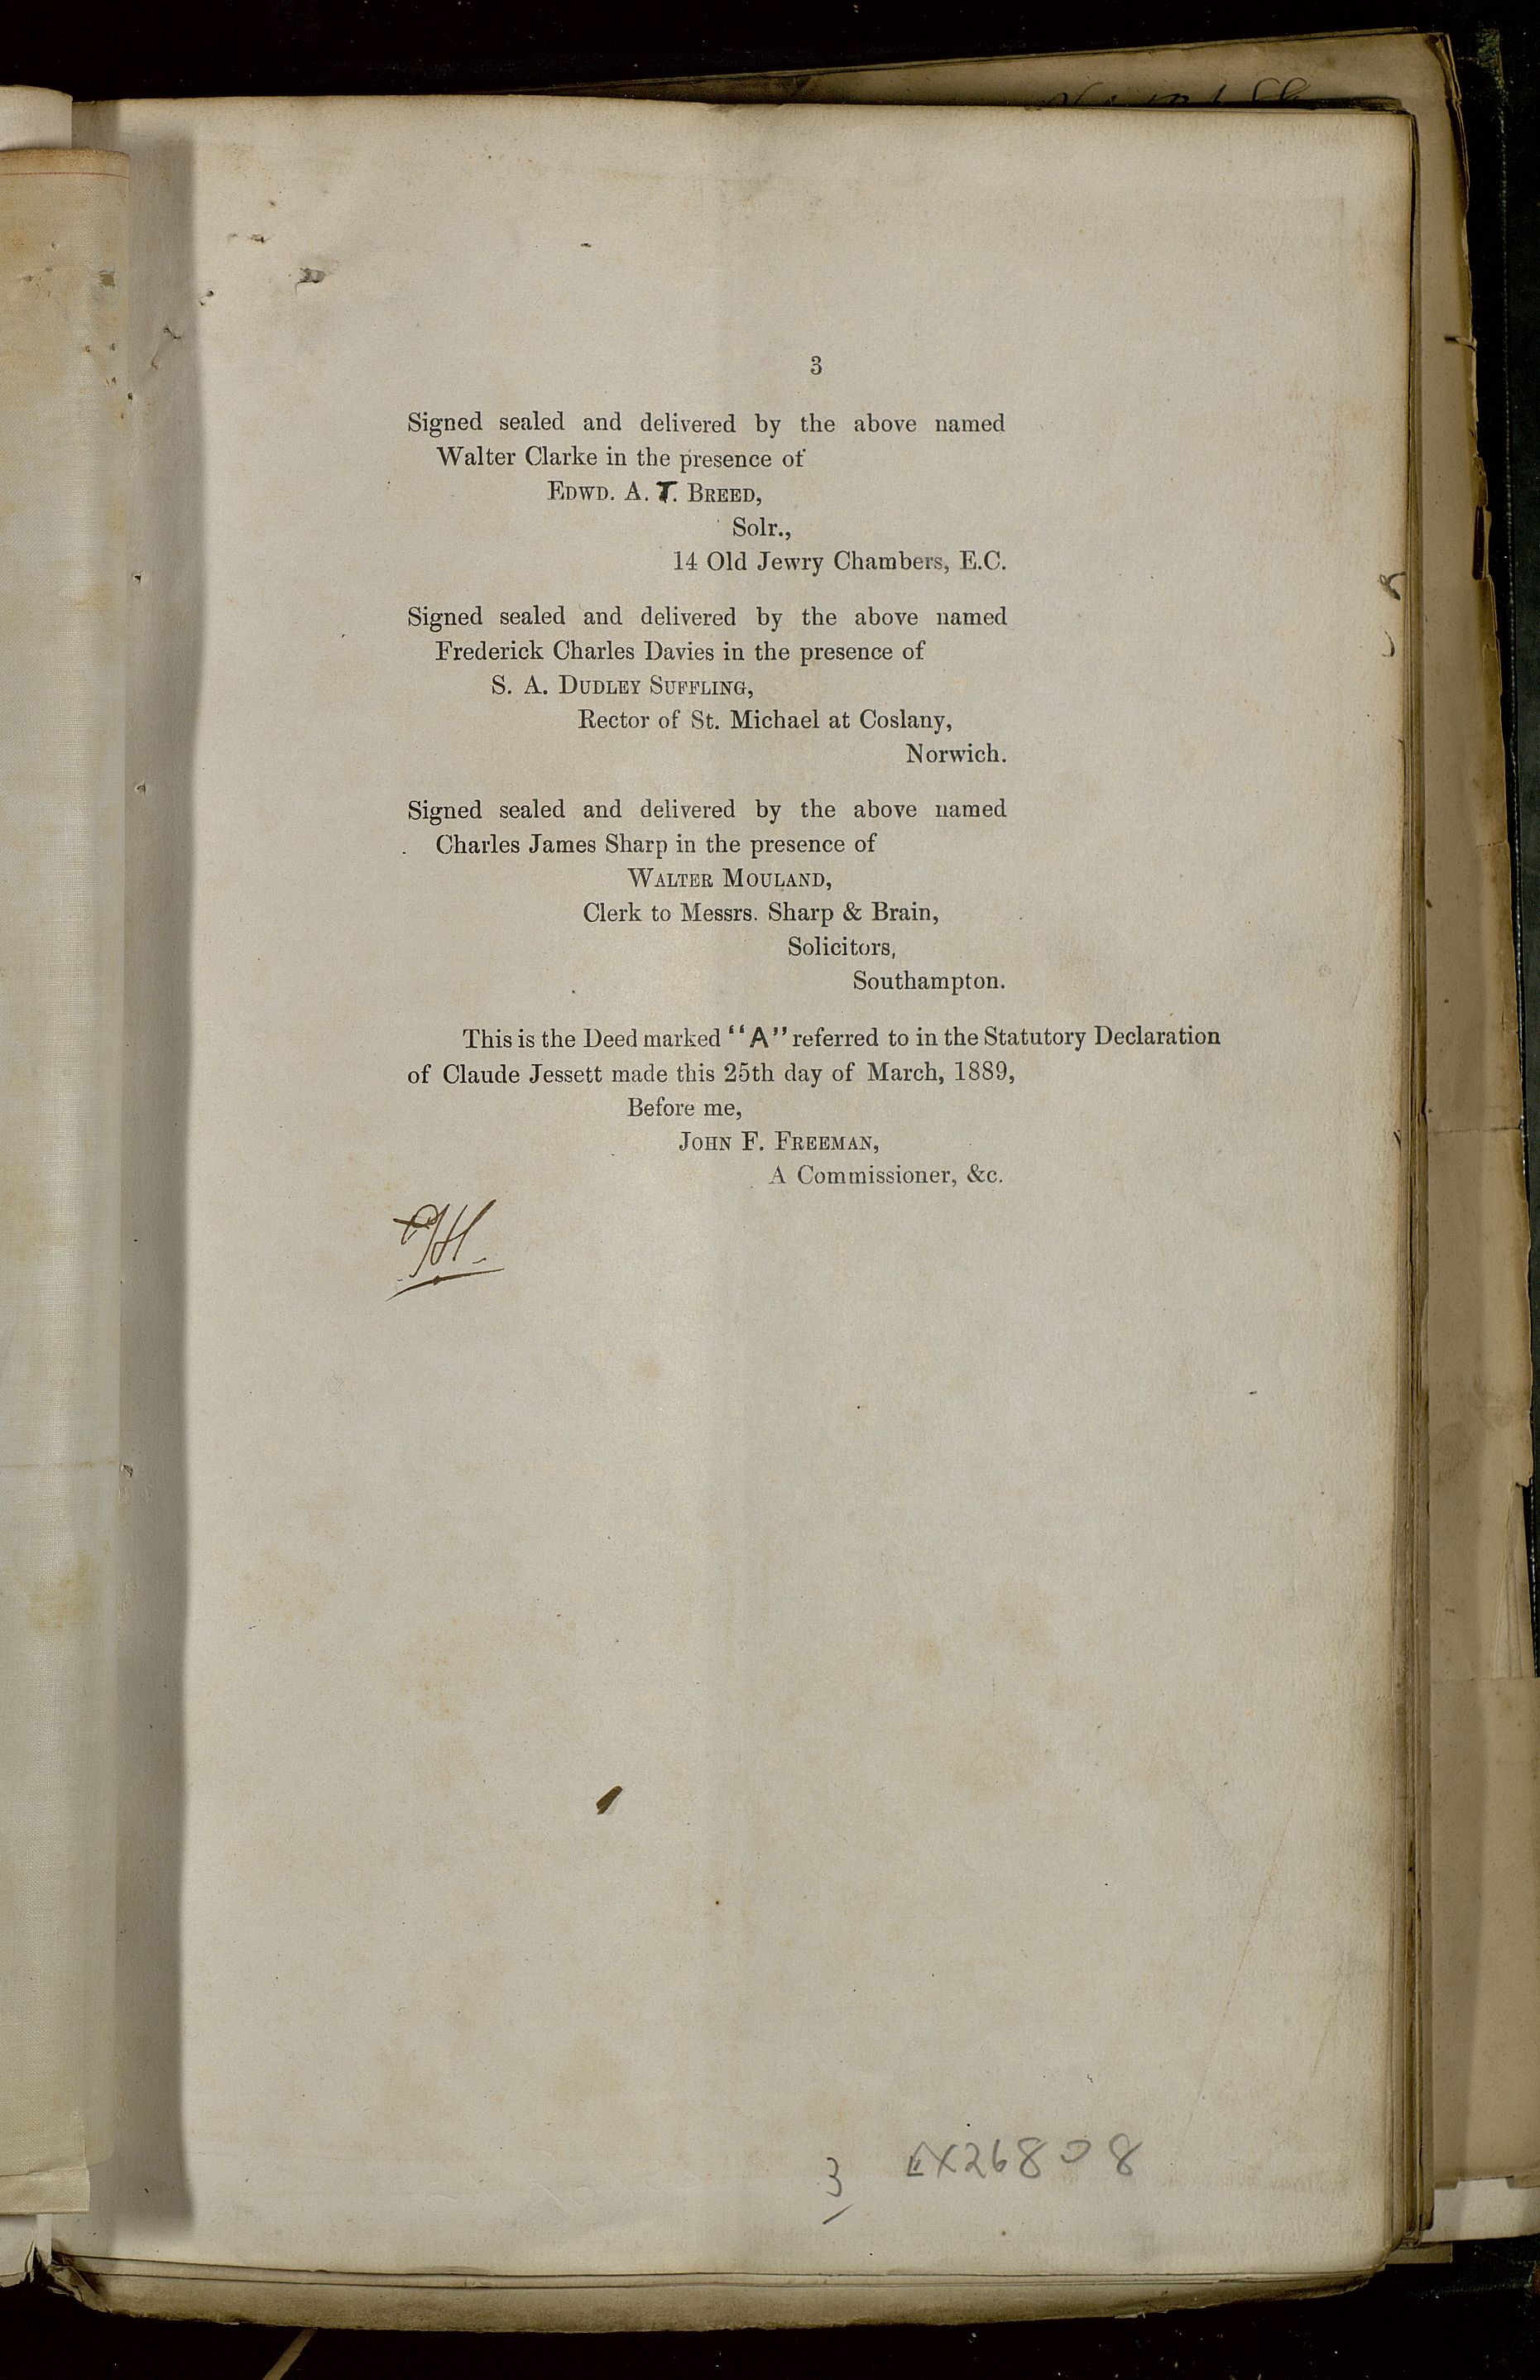 3
Signed sealed and delivered by the above named
Walter Clarke in the presence of
EDWD. A. T. BREED,
Solr.,
14 Old Jewry Chambers, E.C.
Signed sealed and delivered by the above named
Frederick Charles Davies in the presence of
S. A. DUDLEY SUFFLING,
Rector of St. Michael at Coslany,
Norwich.
Signed sealed and delivered by the above named
Charles James Sharp in the presence of
WALTER MOULAND,
Clerk to Messrs. Sharp & Brain,
Solicitors,
Southampton.
This is the Deed marked “A” referred to in the Statutory Declaration
of Claude Jessett made this 25th day of March, 1889,
Before me,
JOHN F. FREEMAN,
A Commissioner, &c.
3 EX26808